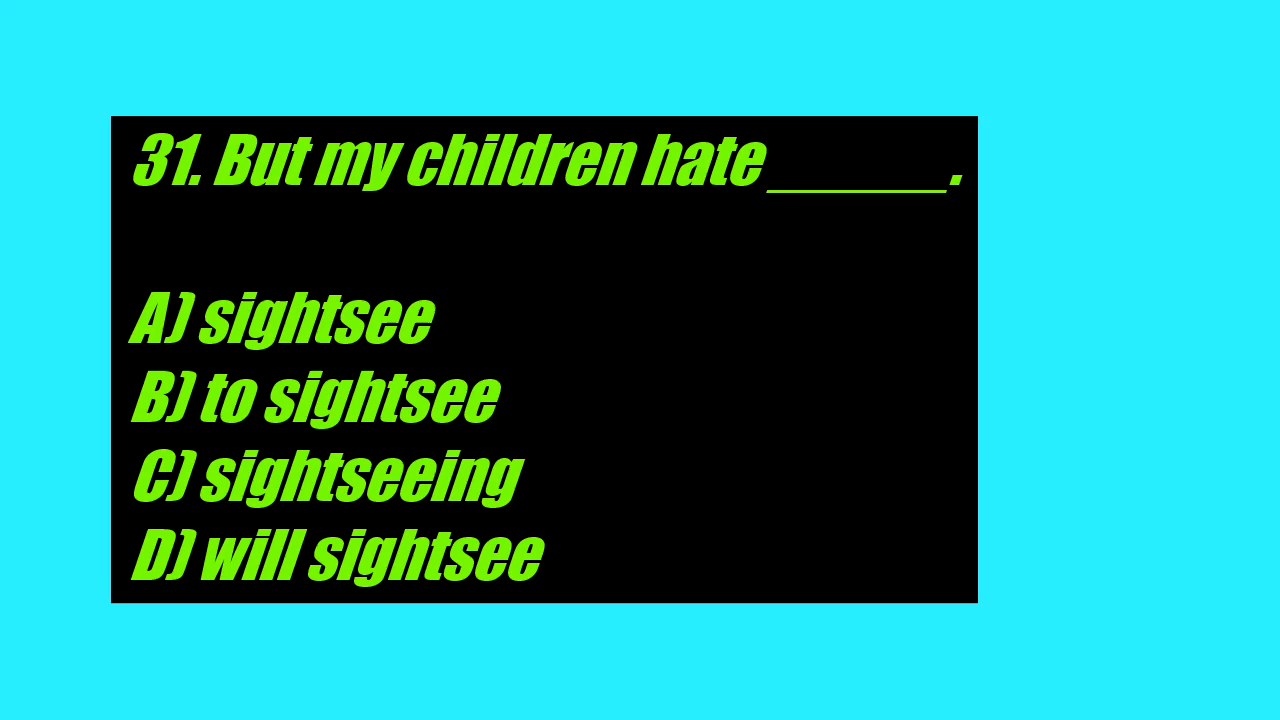 31. But my children hate ______.
A) sightsee
B) to sightsee
C) sightseeing
D) will sightsee